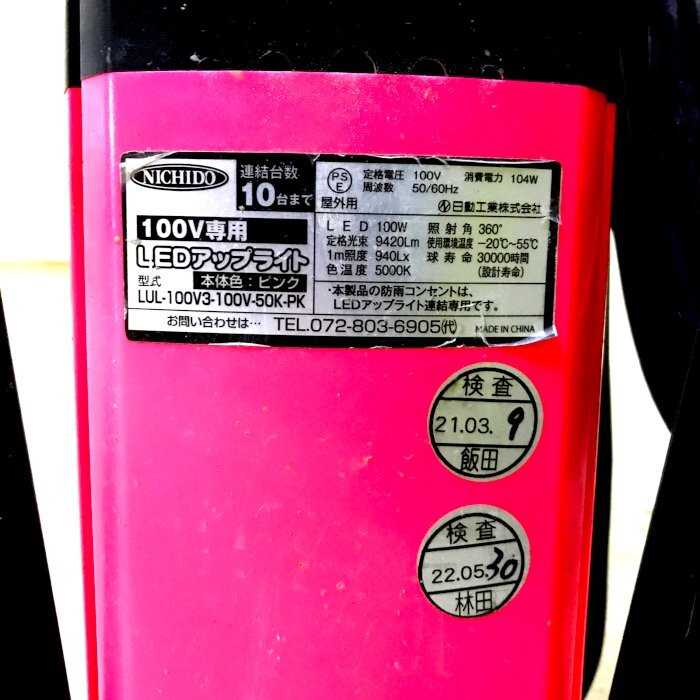 NICHIDO
連結台数
10台まで
100V専用
LEDアップライト
本体色：ピンク
型式
LUL-100V3-100V-50K-PK
PS
E
定格電圧 100V 消費電力 104W
周波数 50/60Hz
屋外用 日動工業株式会社
LED 100W 照射角 360°
定格光束 9420Lm 使用環境温度 -20℃~55℃
1m照度 940Lx 球寿命 30000時間
色温度 5000K (設計寿命)
・本製品の防雨コンセントは、
LEDアップライト連結専用です。
お問い合わせは… TEL.072-803-6905(代) MADE IN CHINA
検査
21.03.9
飯田
検査
22.05.30
林田